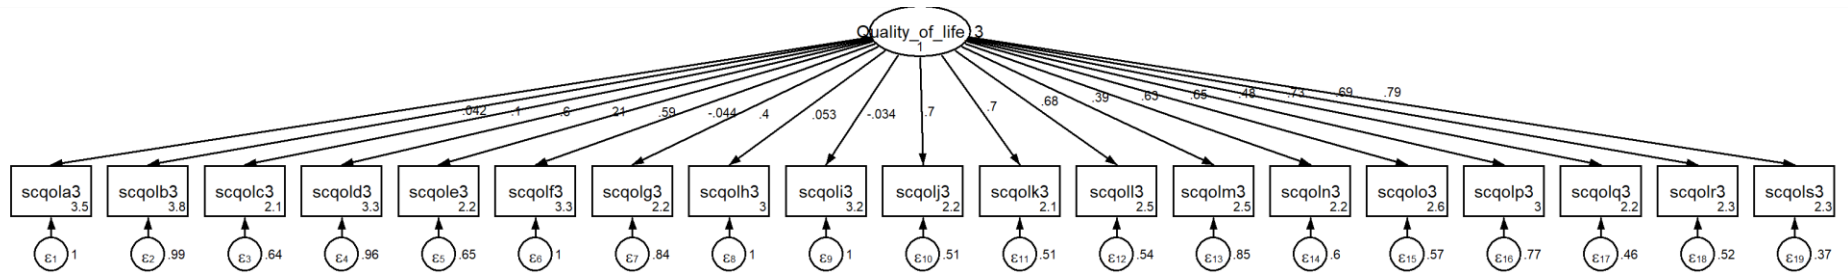 Quality_of_life_3
1
.042 .1 .6 .21 .59 -.044 .4 .053 -.034 .7 .7 .68 .39 .63 .65 .48 .73 .69 .79
scqola3 scqolb3 scqolc3 scqold3 scqole3 scqolf3 scqolg3 scqolh3 scqoli3 scqolj3 scqolk3 scqoll3 scqolm3 scqoln3 scqolo3 scqolp3 scqolq3 scqolr3 scqols3
3.5 3.8 2.1 3.3 2.2 3.3 2.2 3 3.2 2.2 2.1 2.5 2.5 2.2 2.6 3 2.2 2.3 2.3
ε1 1 ε2 .99 ε3 .64 ε4 .96 ε5 .65 ε6 1 ε7 .84 ε8 1 ε9 1 ε10 .51 ε11 .51 ε12 .54 ε13 .85 ε14 .6 ε15 .57 ε16 .77 ε17 .46 ε18 .52 ε19 .37